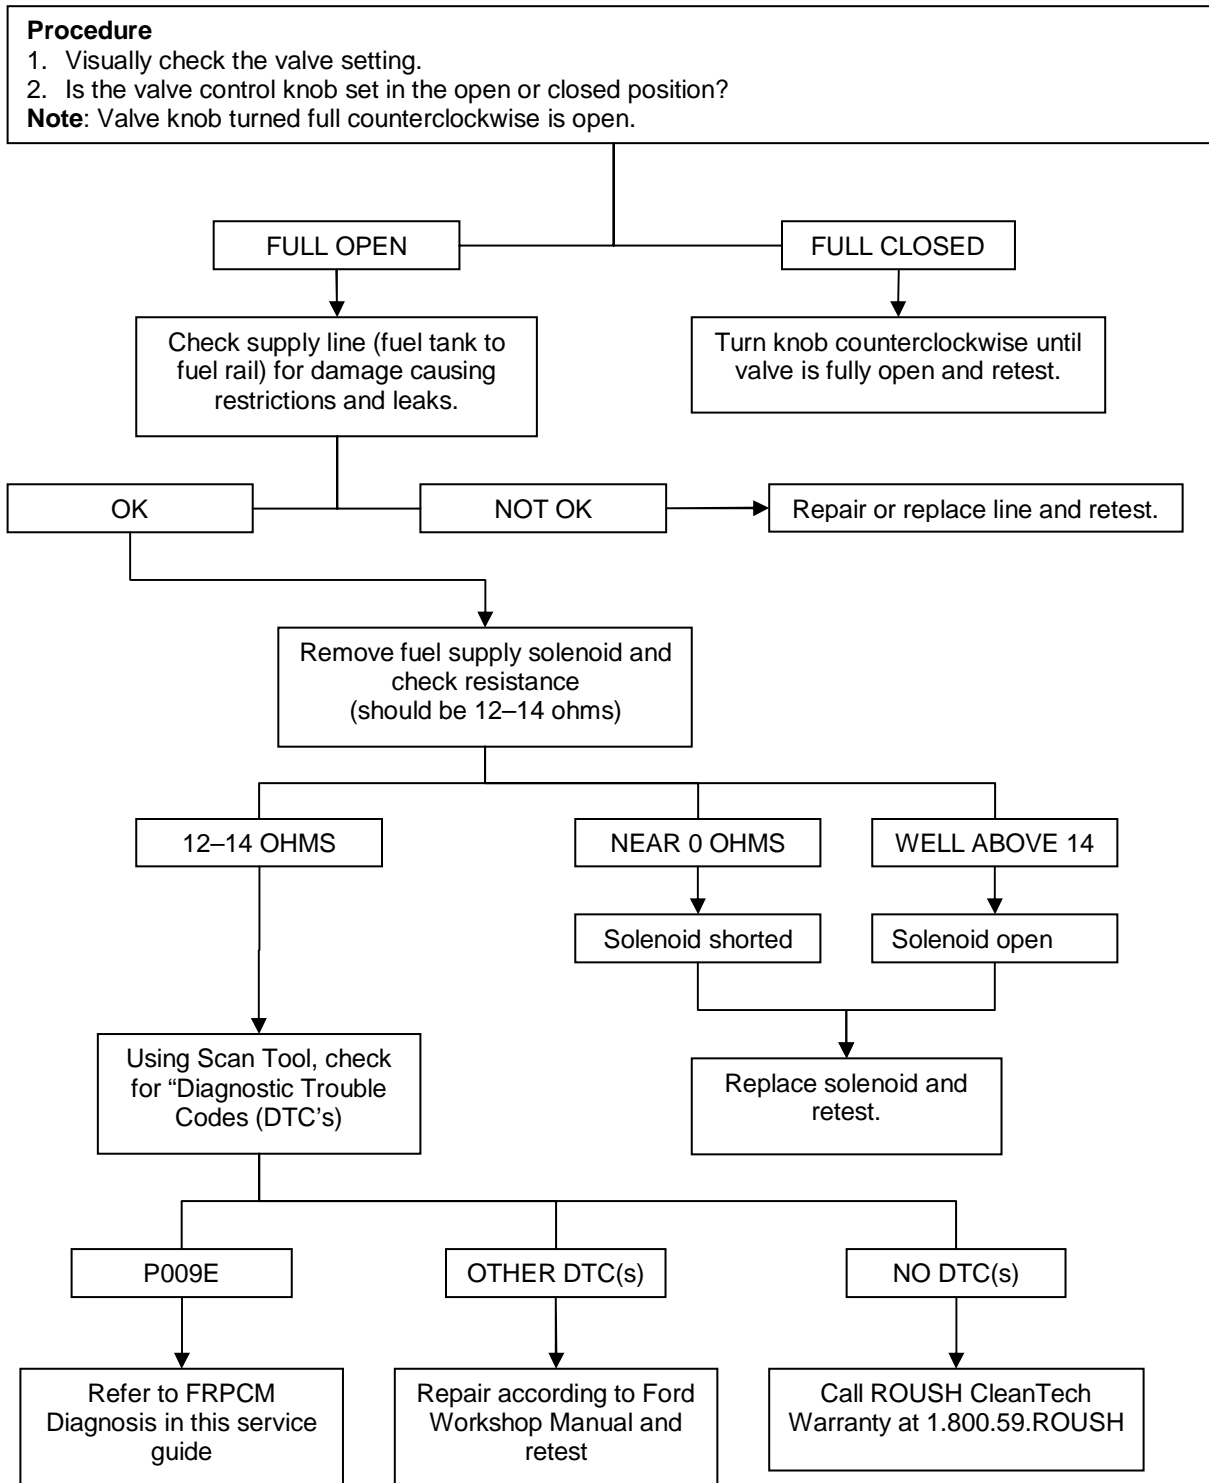 Procedure
1. Visually check the valve setting.
2. Is the valve control knob set in the open or closed position?
Note: Valve knob turned full counterclockwise is open.
FULL OPEN
FULL CLOSED
Check supply line (fuel tank to
fuel rail) for damage causing
restrictions and leaks.
Turn knob counterclockwise until
valve is fully open and retest.
OK
NOT OK
Repair or replace line and retest.
Remove fuel supply solenoid and
check resistance
(should be 12–14 ohms)
12–14 OHMS
NEAR 0 OHMS
WELL ABOVE 14
Solenoid shorted
Solenoid open
Using Scan Tool, check
for “Diagnostic Trouble
Codes (DTC’s)
Replace solenoid and
retest.
P009E
OTHER DTC(s)
NO DTC(s)
Refer to FRPCM
Diagnosis in this service
guide
Repair according to Ford
Workshop Manual and
retest
Call ROUSH CleanTech
Warranty at 1.800.59.ROUSH